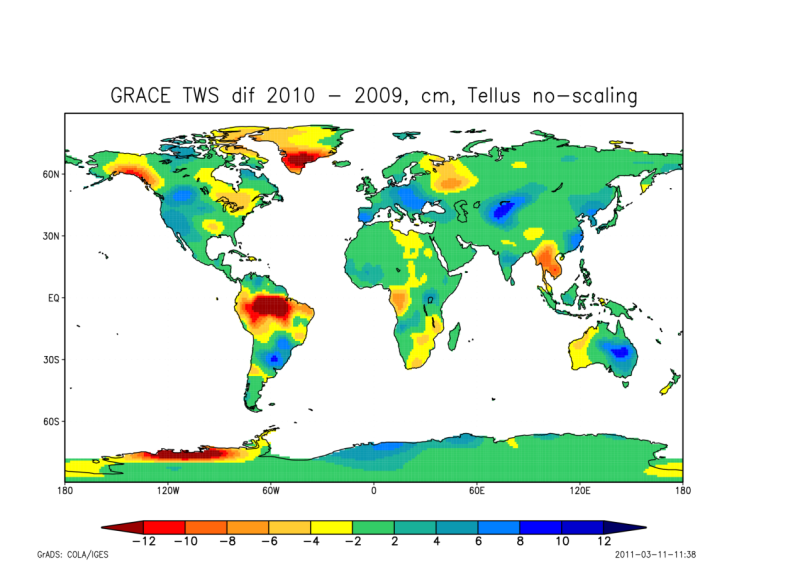 GRACE TWS dif 2010 – 2009, cm, Tellus no–scaling
60N
30N
EQ
30S
60S
180 120W 60W 0 60E 120E 180
−12 −10 −8 −6 −4 −2 2 4 6 8 10 12
GrADS: COLA/IGES 2011−03−11−11:38